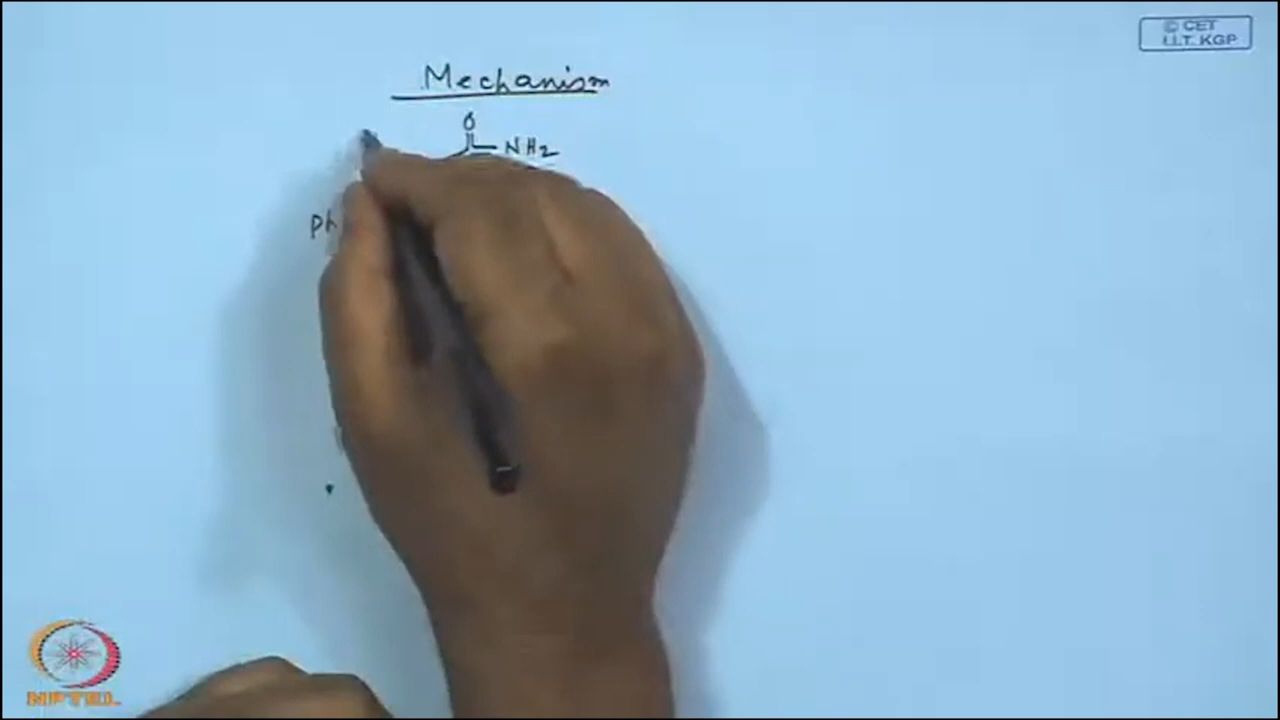 © CET
I.I.T. KGP
Mechanism
O
NH2
Ph
NPTEL